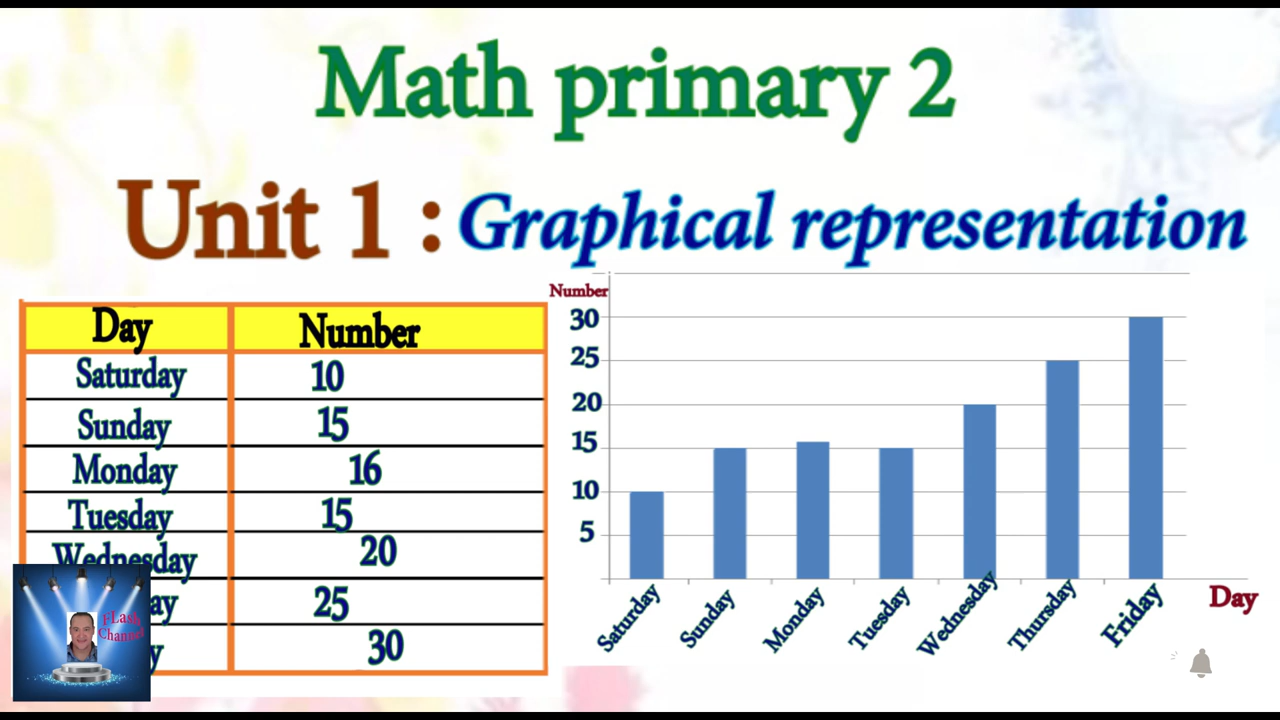 Math primary 2
Unit 1 : Graphical representation
Day Number
Saturday 10
Sunday 15
Monday 16
Tuesday 15
Wednesday 20
ay 25
y 30
FLash
Channel
Number
30
25
20
15
10
5
Saturday Sunday Monday Tuesday Wednesday Thursday Friday
Day